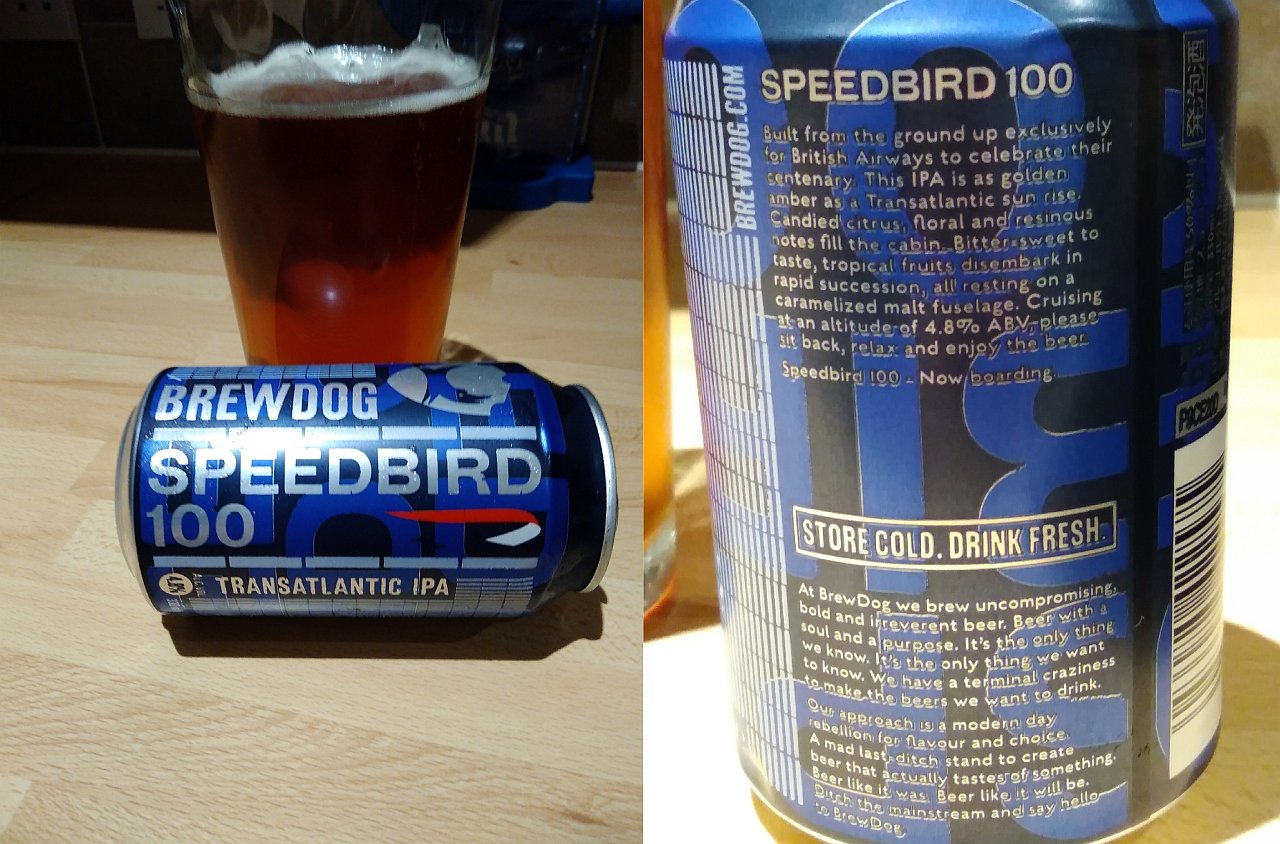 BREWDOG
SPEEDBIRD
100
TRANSATLANTIC IPA
BREWDOG.COM
SPEEDBIRD 100
Built from the ground up exclusively
for British Airways to celebrate their
centenary. This IPA is as golden
amber as a Transatlantic sun rise.
Candied citrus, floral and resinous
notes fill the cabin. Bitter-sweet to
taste, tropical fruits disembark in
rapid succession, all resting on a
caramelized malt fuselage. Cruising
at an altitude of 4.8% ABV, please
sit back, relax and enjoy the beer.
Speedbird 100 - Now boarding.
STORE COLD. DRINK FRESH.
At BrewDog we brew uncompromising,
bold and irreverent beer. Beer with a
soul and a purpose. It's the only thing
we know. It's the only thing we want
to know. We have a terminal craziness
to make the beers we want to drink.
Our approach is a modern day
rebellion for flavour and choice.
A mad last-ditch stand to create
beer that actually tastes of something.
Beer like it was. Beer like it will be.
Ditch the mainstream and say hello
to BrewDog.
発泡酒